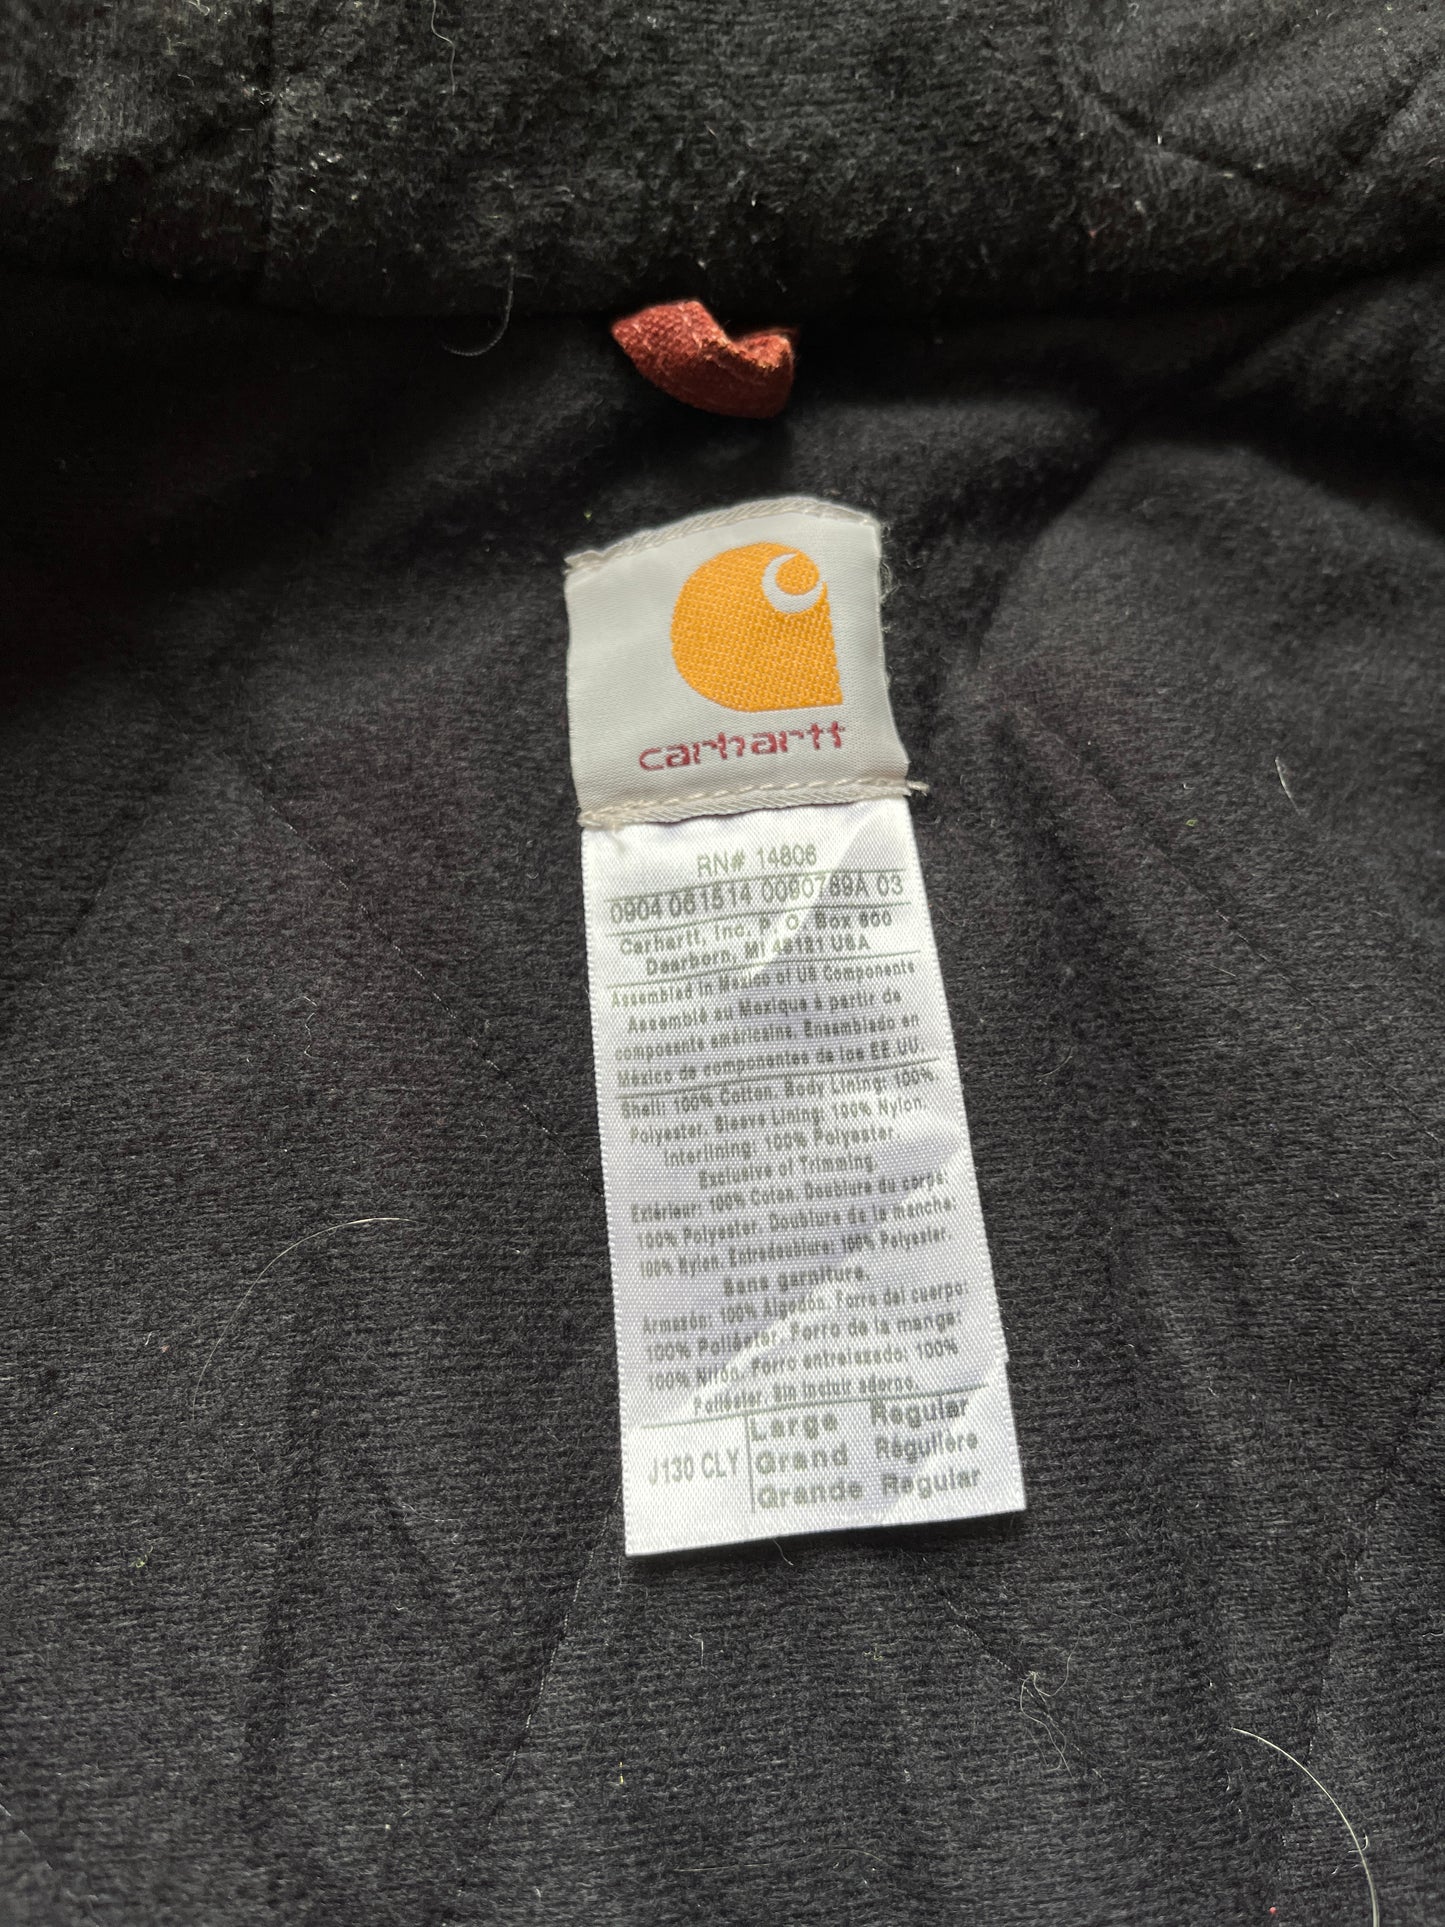 carhartt
RN# 14806
0904 061514 0090789A 03
Carhartt, Inc. P. O. Box 600
Dearborn, MI 48121 USA
Assembled in Mexico of US Components
Assemblé au Mexique à partir de
composants américains. Ensamblado en
México de componentes de los EE.UU.
Shell: 100% Cotton. Body Lining: 100%
Polyester. Sleeve Lining: 100% Nylon.
Interlining: 100% Polyester.
Exclusive of Trimming.
Extérieur: 100% Coton. Doublure du corps:
100% Polyester. Doublure de la manche:
100% Nylon. Entredoublure: 100% Polyester.
Sans garniture.
Armazón: 100% Algodón. Forro del cuerpo:
100% Poliéster. Forro de la manga:
100% Nilon. Forro entrelazado: 100%
Poliéster. Sin incluir adorno.
J130 CLY
Large Regular
Grand Régulière
Grande Regular